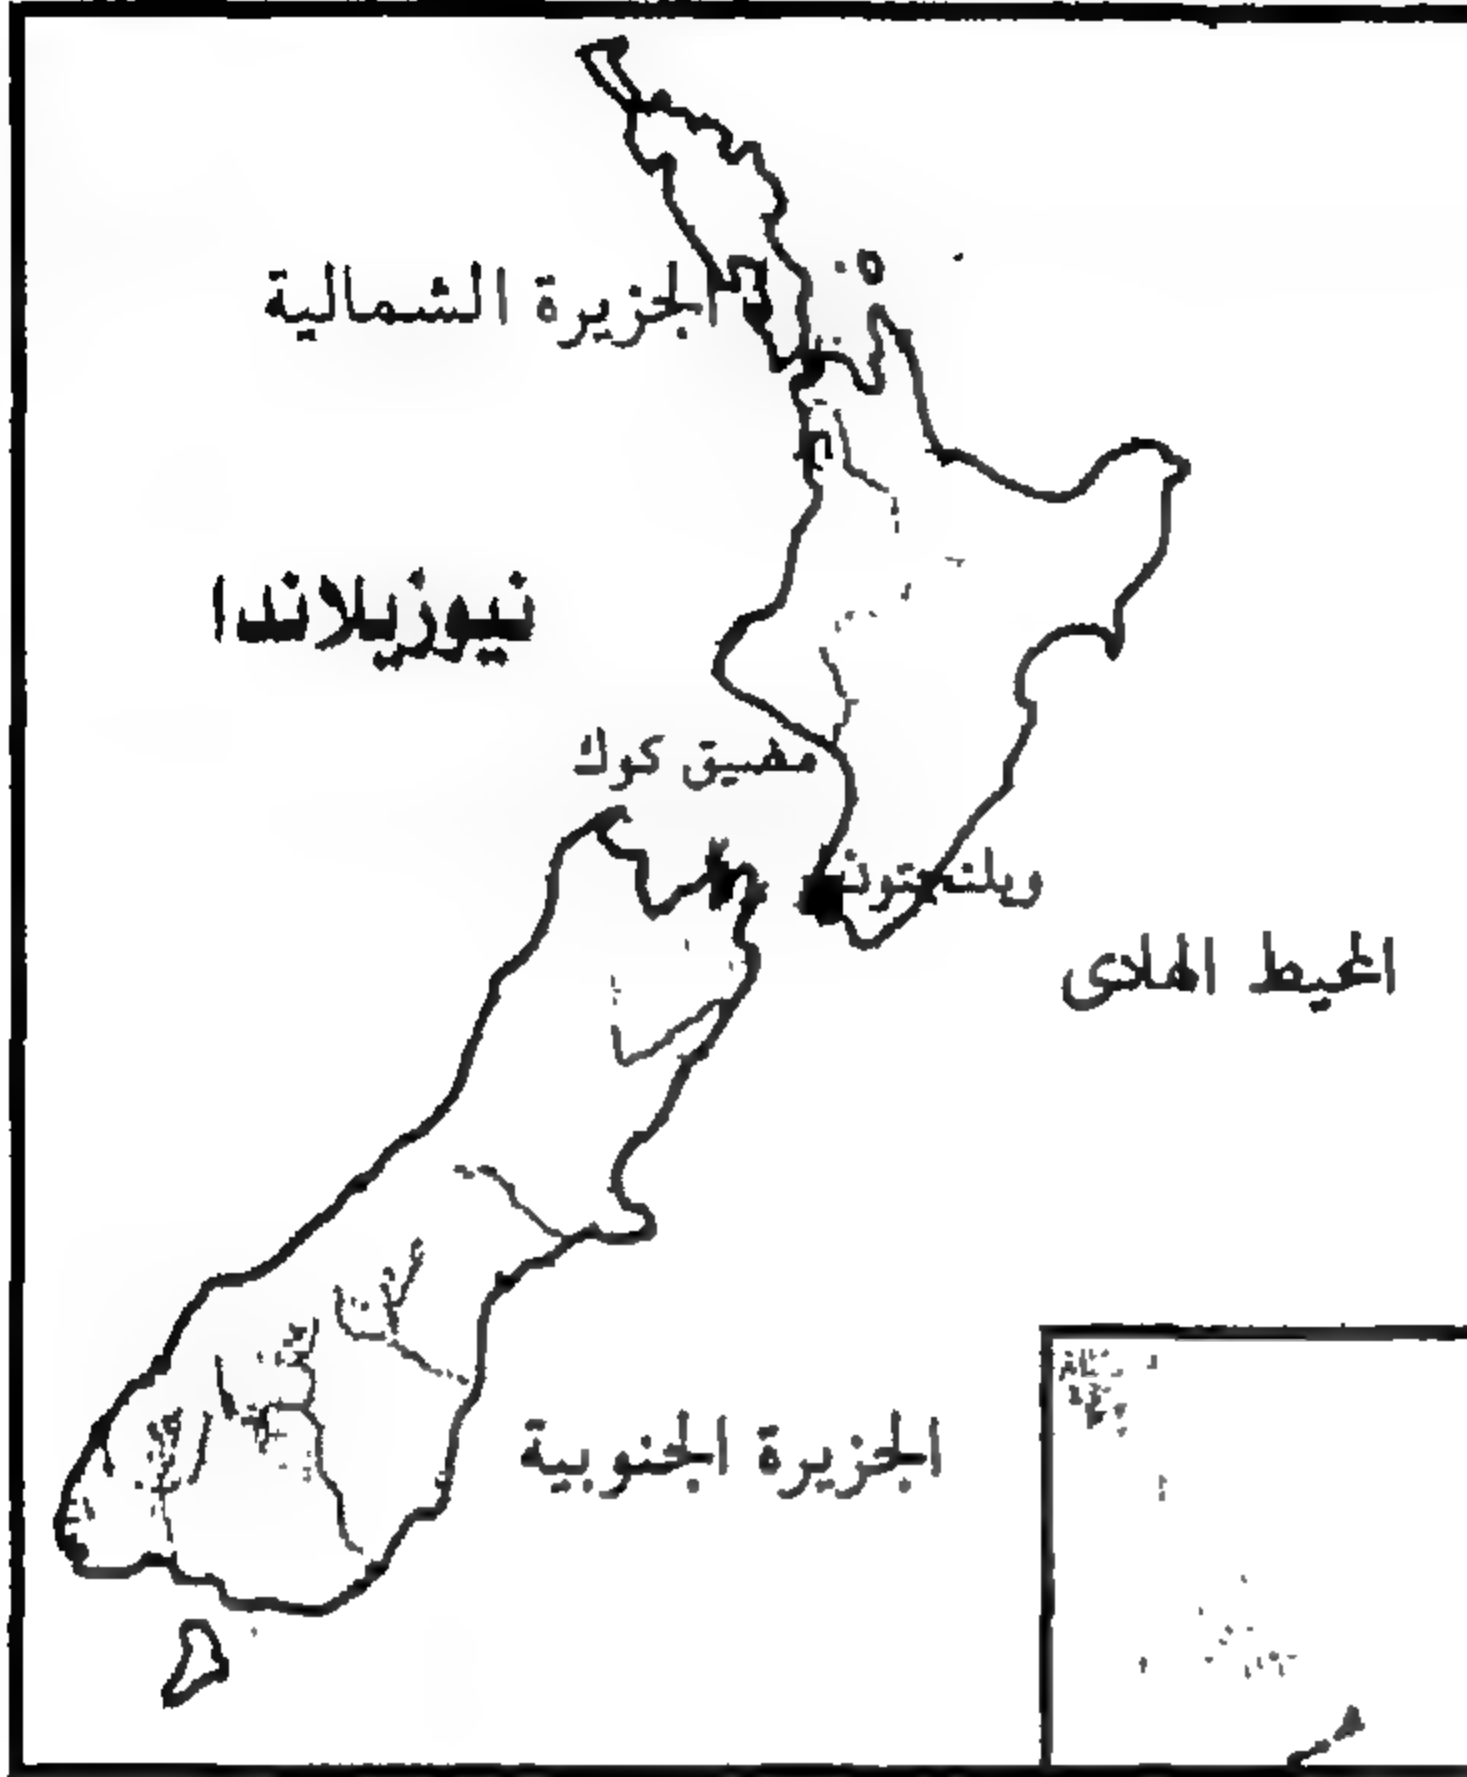 الجزيرة الشمالية
نيوزيلاندا
مضيق كوك
ويلنجتون
المحيط الهادى
الجزيرة الجنوبية